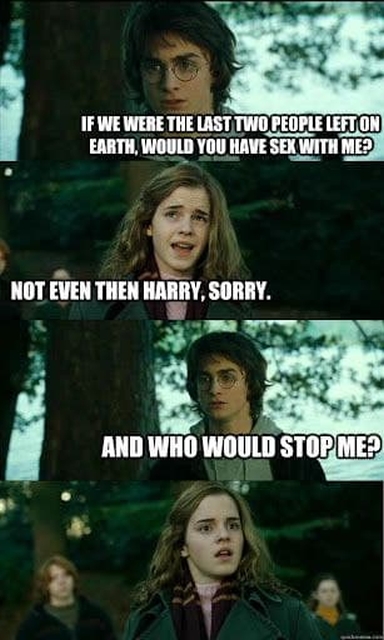 IF WE WERE THE LAST TWO PEOPLE LEFT ON
EARTH, WOULD YOU HAVE SEX WITH ME?
NOT EVEN THEN HARRY, SORRY.
AND WHO WOULD STOP ME?